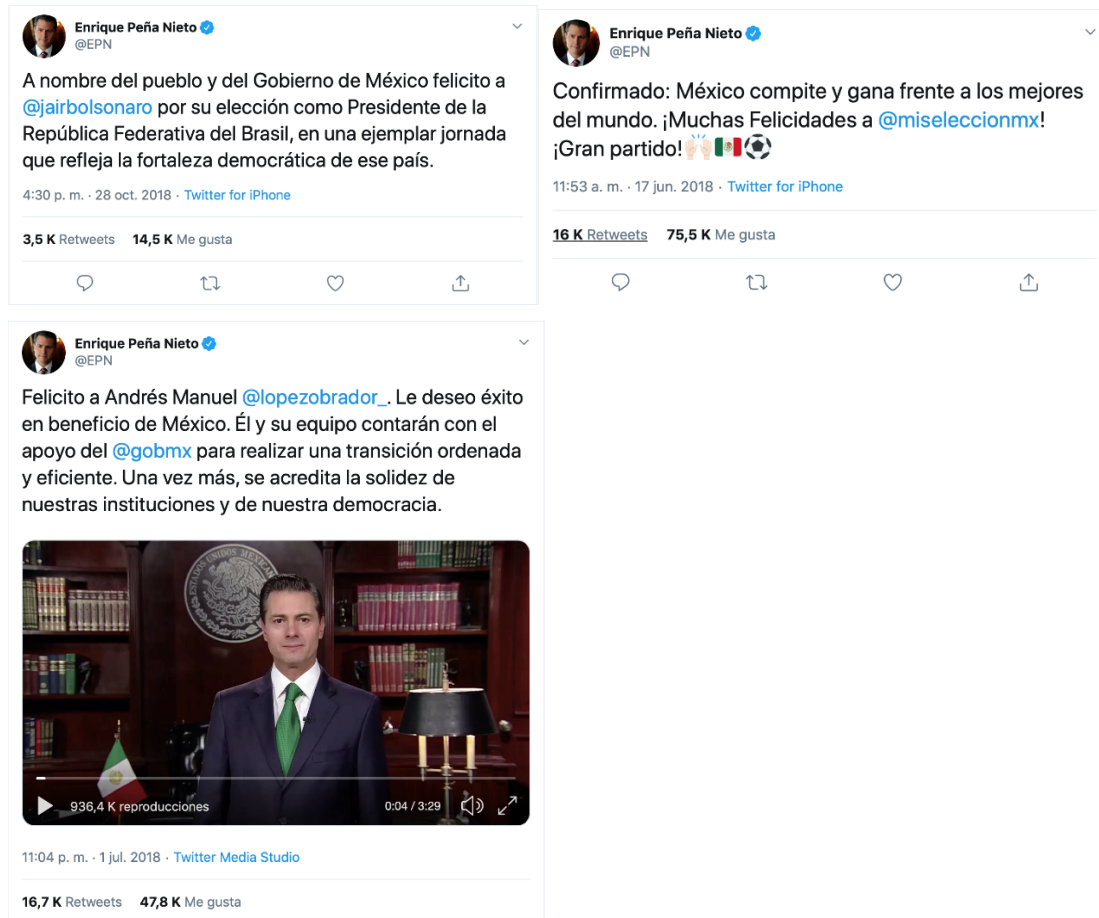 Enrique Peña Nieto
@EPN
A nombre del pueblo y del Gobierno de México felicito a
@jairbolsonaro por su elección como Presidente de la
República Federativa del Brasil, en una ejemplar jornada
que refleja la fortaleza democrática de ese país.
4:30 p. m. · 28 oct. 2018 · Twitter for iPhone
3,5 K Retweets 14,5 K Me gusta
Enrique Peña Nieto
@EPN
Confirmado: México compite y gana frente a los mejores
del mundo. ¡Muchas Felicidades a @miseleccionmx!
¡Gran partido!🙌🏻🇲🇽⚽
11:53 a. m. · 17 jun. 2018 · Twitter for iPhone
16 K Retweets 75,5 K Me gusta
Enrique Peña Nieto
@EPN
Felicito a Andrés Manuel @lopezobrador_. Le deseo éxito
en beneficio de México. Él y su equipo contarán con el
apoyo del @gobmx para realizar una transición ordenada
y eficiente. Una vez más, se acredita la solidez de
nuestras instituciones y de nuestra democracia.
ESTADOS UNIDOS MEXICANOS
936,4 K reproducciones 0:04 / 3:29
11:04 p. m. · 1 jul. 2018 · Twitter Media Studio
16,7 K Retweets 47,8 K Me gusta